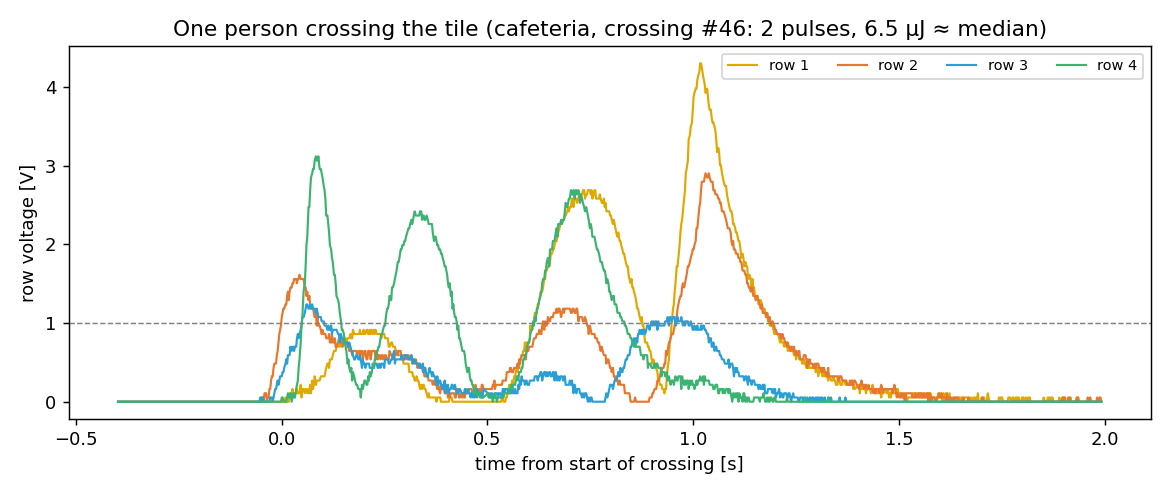 One person crossing the tile (cafeteria, crossing #46: 2 pulses, 6.5 µJ ≈ median)
row 1 row 2 row 3 row 4
4
3
2
1
0
row voltage [V]
−0.5 0.0 0.5 1.0 1.5 2.0
time from start of crossing [s]